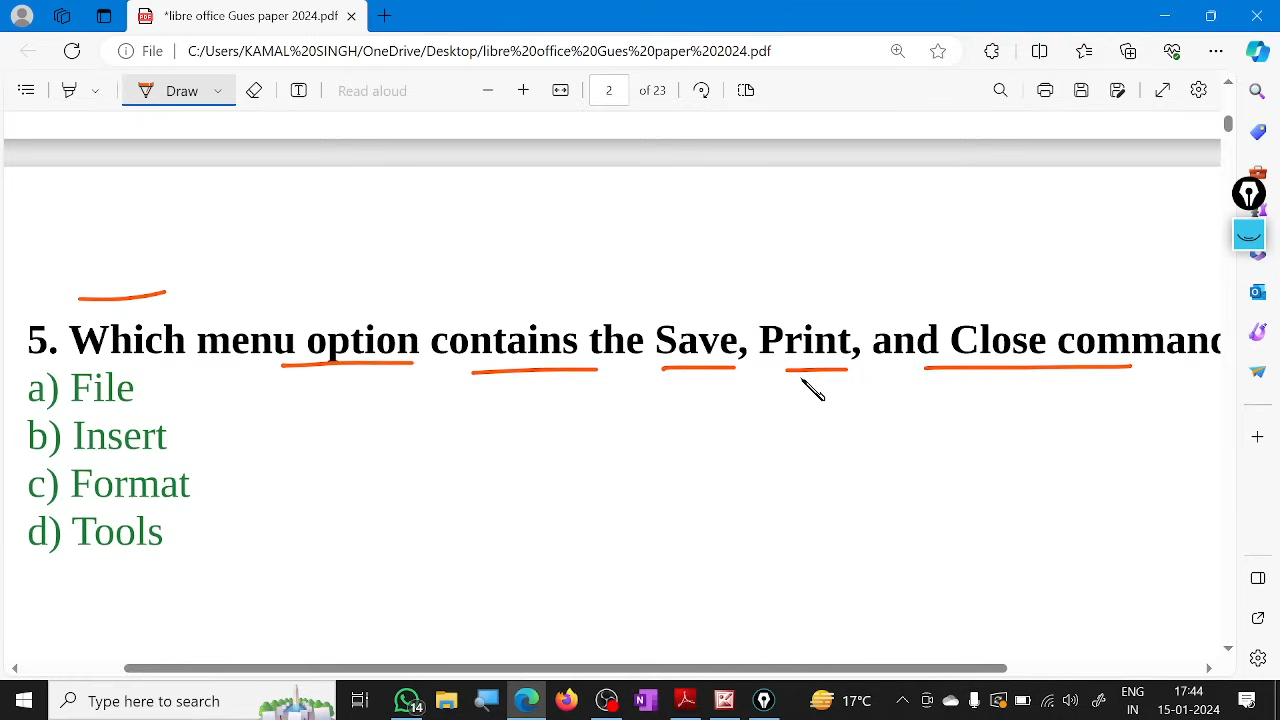 *libre office Gues paper 2024.pdf
File
C:/Users/KAMAL%20SINGH/OneDrive/Desktop/libre%20office%20Gues%20paper%202024.pdf
Draw
Read aloud
2
of 23
5. Which menu option contains the Save, Print, and Close command
a) File
b) Insert
c) Format
d) Tools
Type here to search
14
17°C
ENG
IN
17:44
15-01-2024